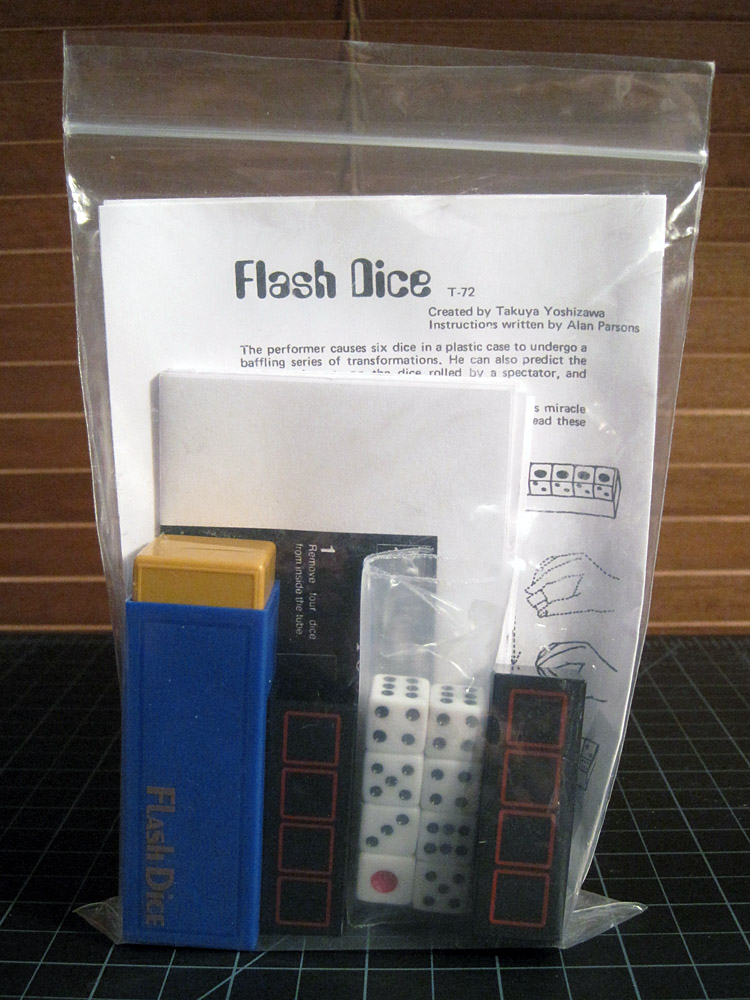 Flash Dice T-72
Created by Takuya Yoshizawa
Instructions written by Alan Parsons
The performer causes six dice in a plastic case to undergo a
baffling series of transformations. He can also predict the
the dice rolled by a spectator, and
s miracle
ead these
1
Remove four dice
from inside the tube.
FLASH DICE